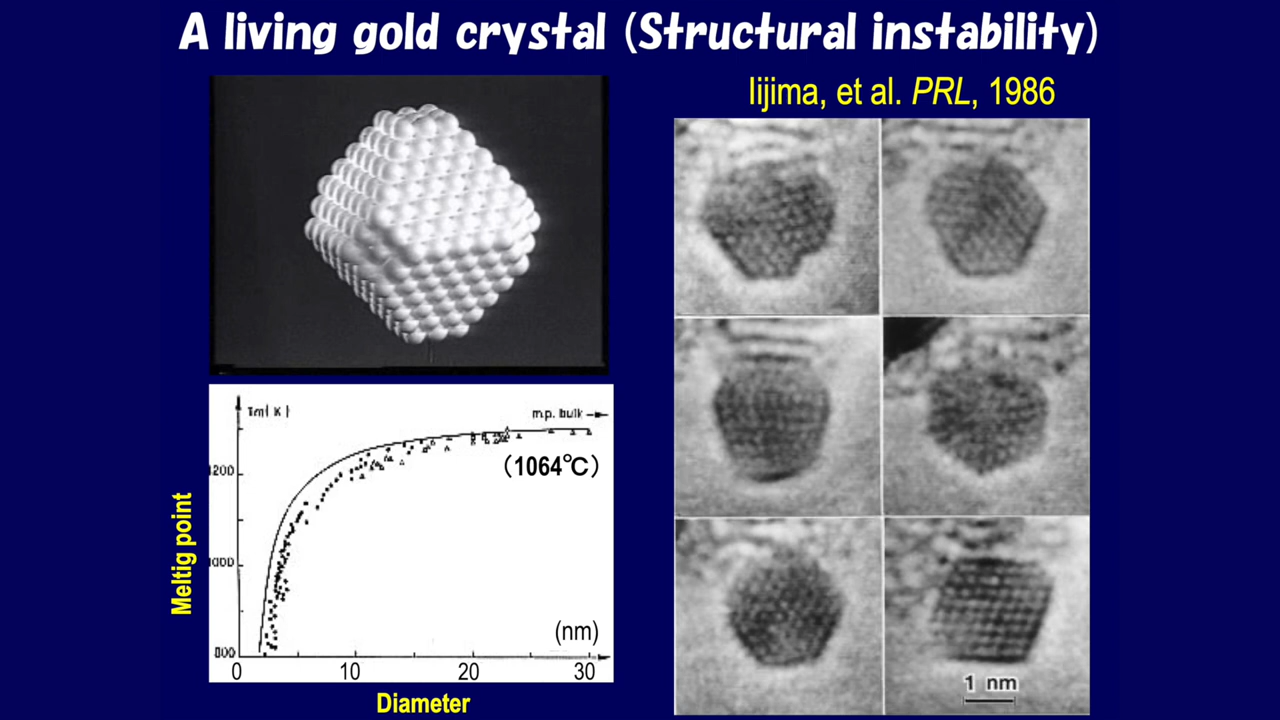 A living gold crystal (Structural instability)
Iijima, et al. PRL, 1986
Tm( K )
m.p. bulk
(1064℃)
1200
1000
800
Meltig point
(nm)
0 10 20 30
Diameter
1 nm